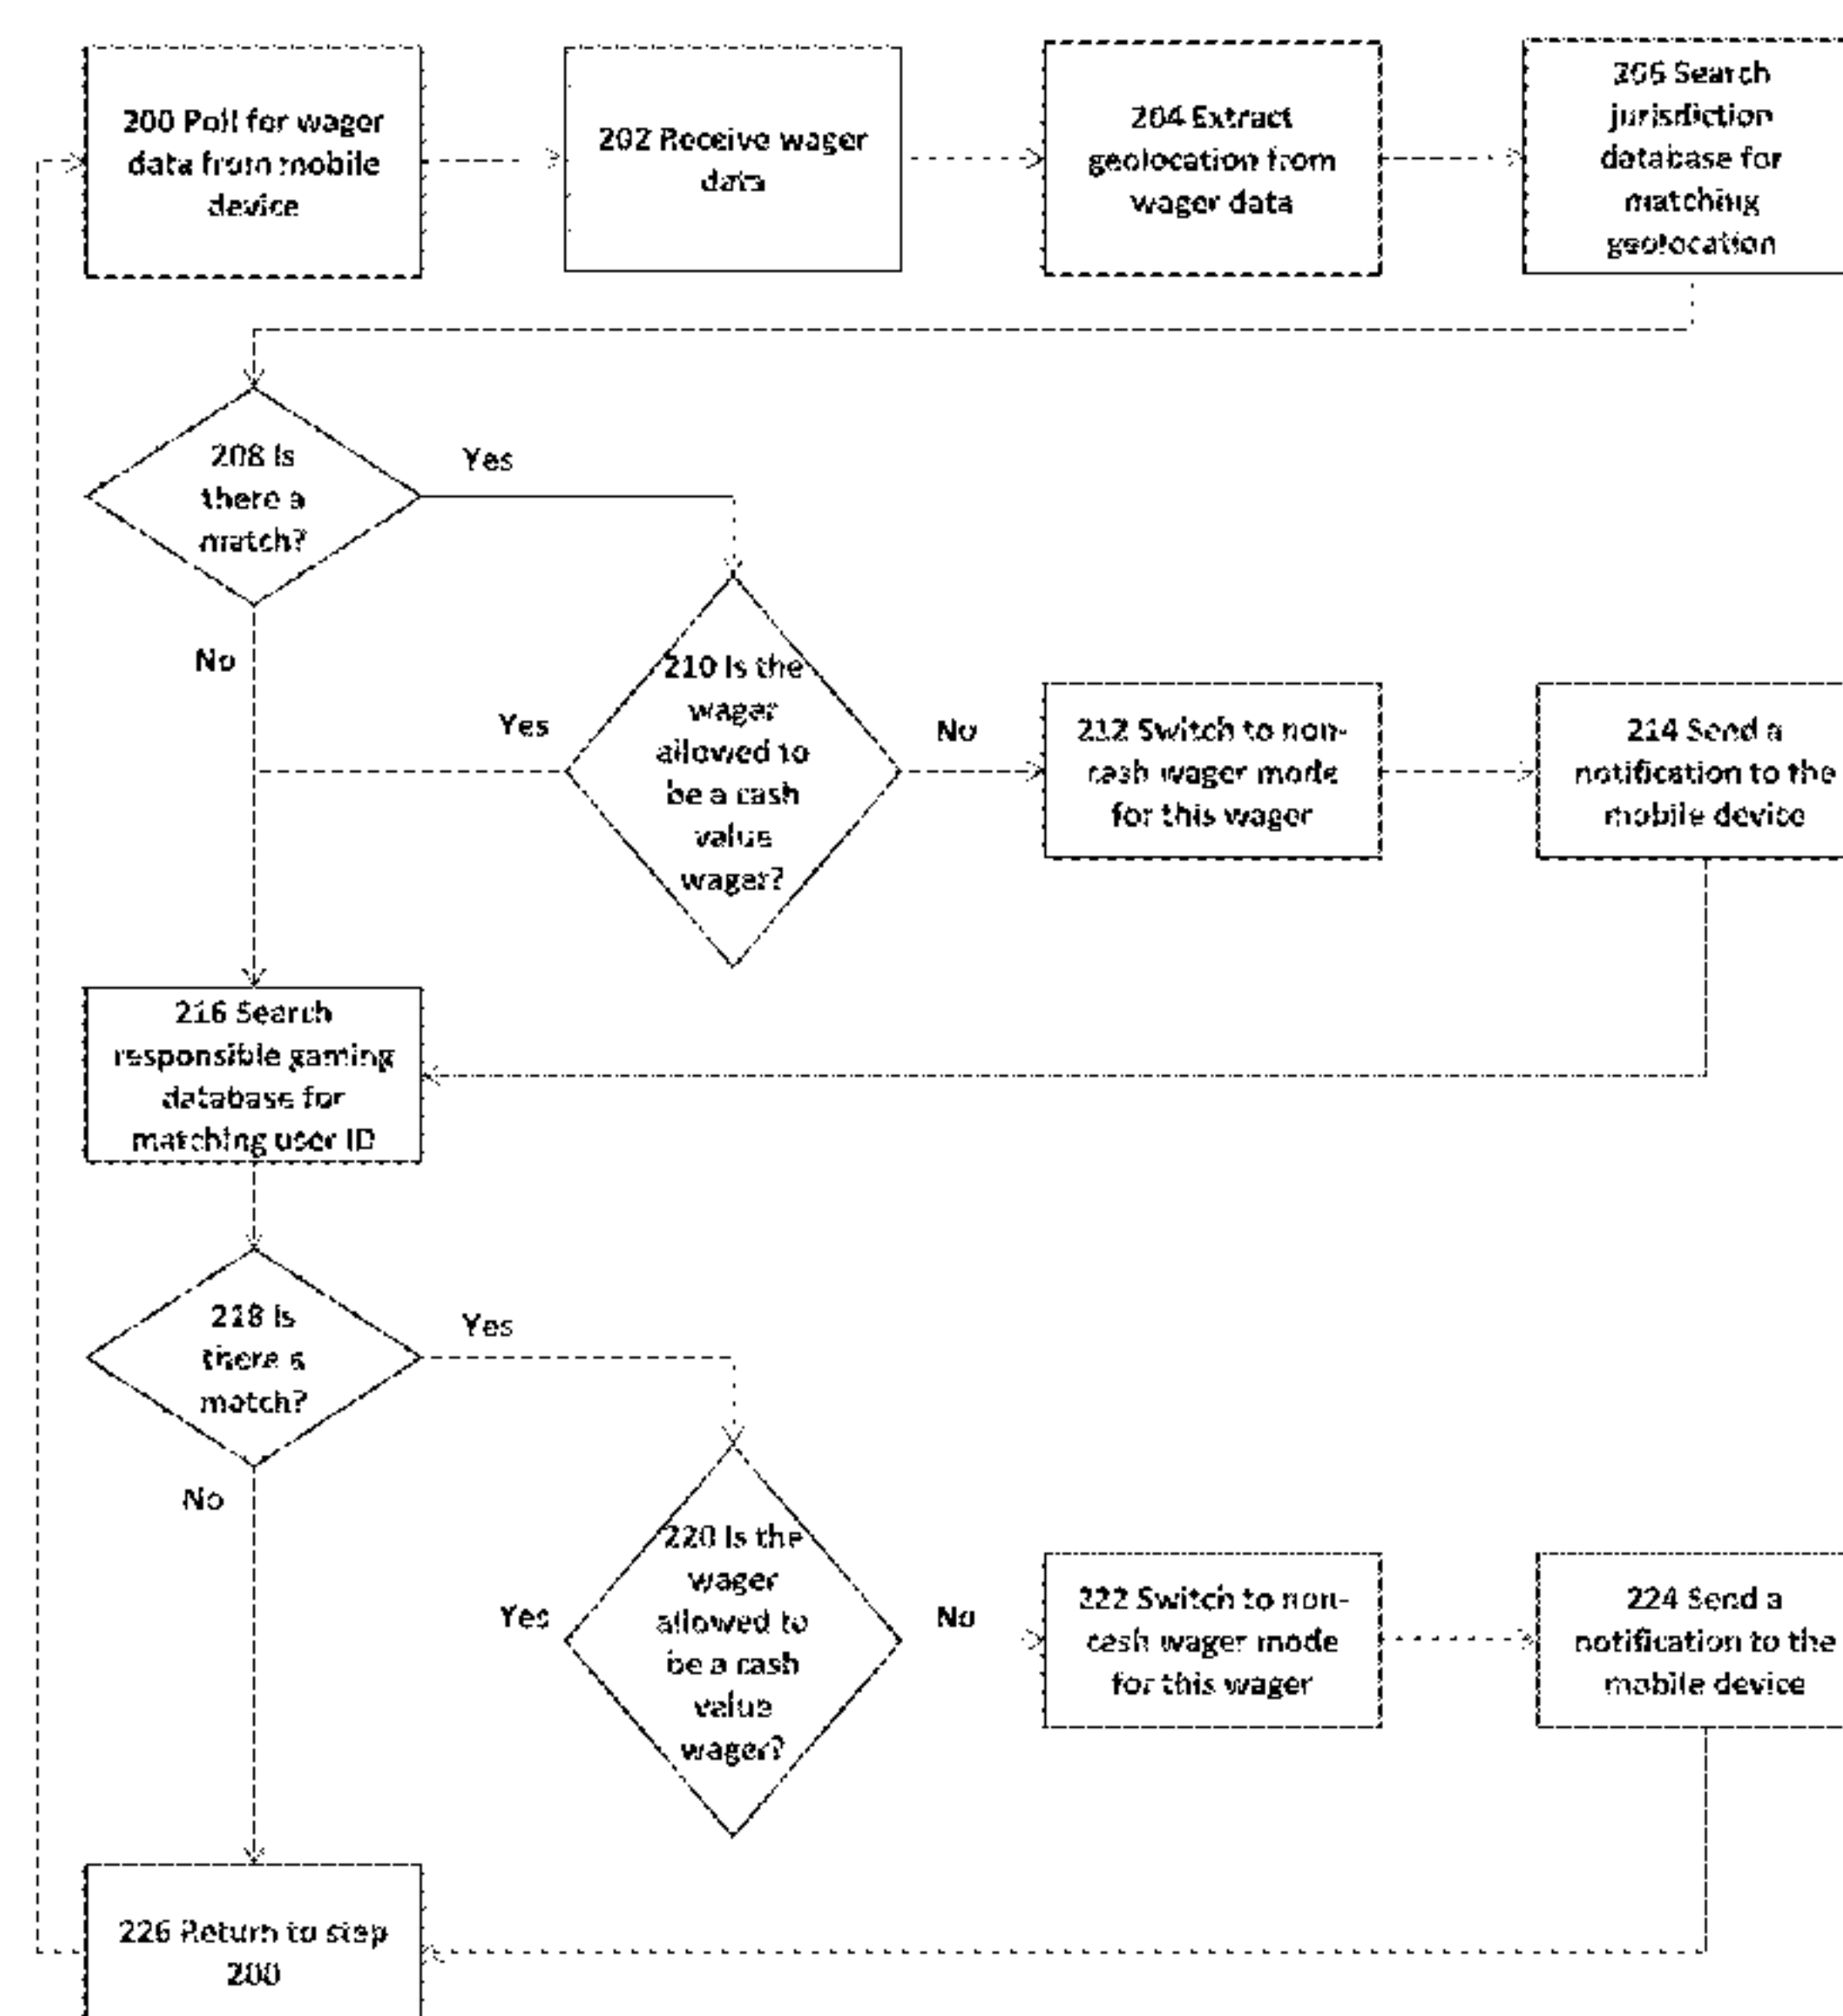 200 Poll for wager
data from mobile
device
202 Receive wager
data
204 Extract
geolocation from
wager data
206 Search
jurisdiction
database for
matching
geolocation
208 Is
there a
match?
Yes
No
210 Is the
wager
allowed to
be a cash
value
wager?
Yes
No
212 Switch to non-
cash wager mode
for this wager
214 Send a
notification to the
mobile device
216 Search
responsible gaming
database for
matching user ID
218 Is
there a
match?
Yes
No
220 Is the
wager
allowed to
be a cash
value
wager?
Yes
No
222 Switch to non-
cash wager mode
for this wager
224 Send a
notification to the
mobile device
226 Return to step
200